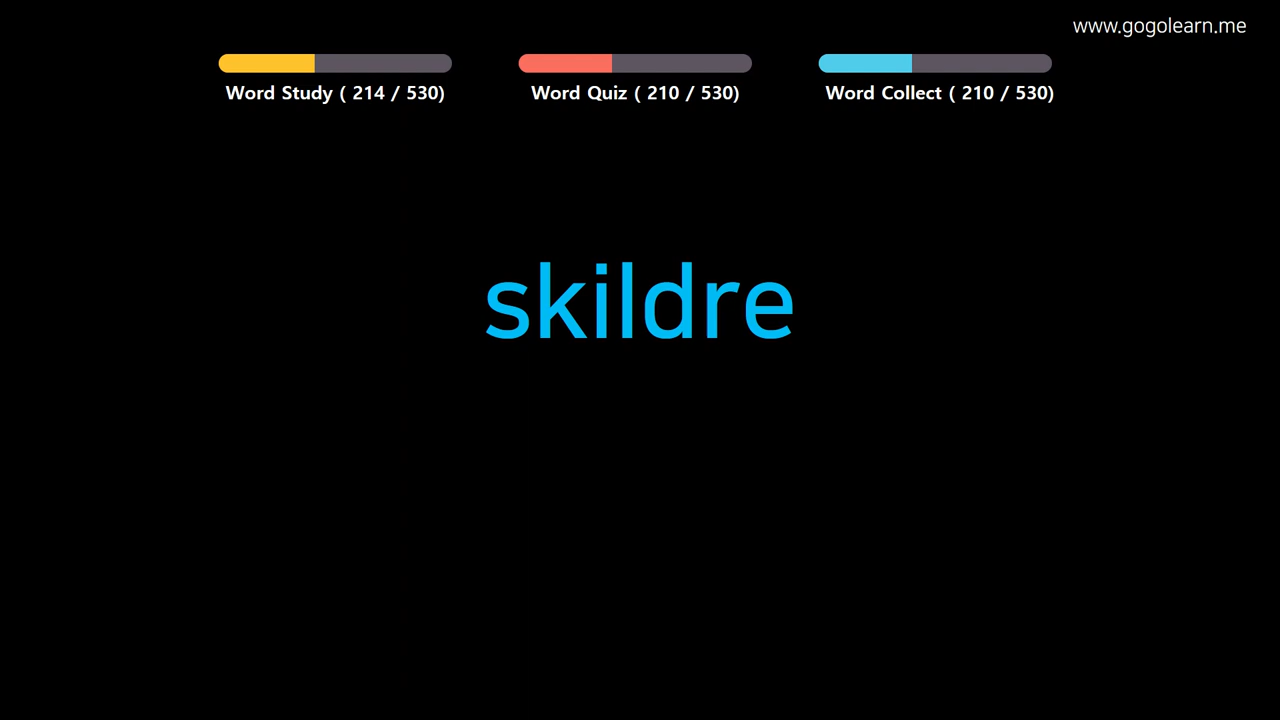 www.gogolearn.me
Word Study ( 214 / 530)
Word Quiz ( 210 / 530)
Word Collect ( 210 / 530)
skildre